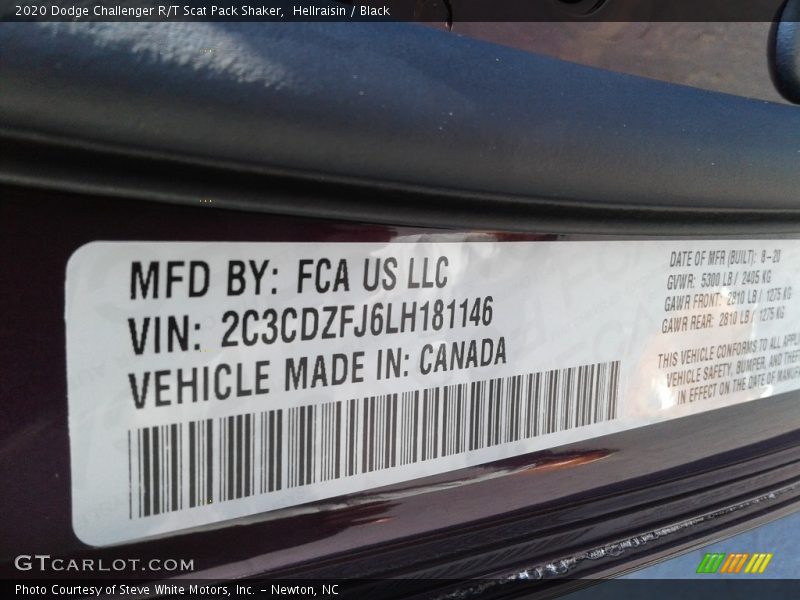 2020 Dodge Challenger R/T Scat Pack Shaker, Hellraisin / Black
MFD BY: FCA US LLC
VIN: 2C3CDZFJ6LH181146
VEHICLE MADE IN: CANADA
DATE OF MFR (BUILT): 8-20
GVWR: 5300 LB / 2405 KG
GAWR FRONT: 2810 LB / 1275 KG
GAWR REAR: 2810 LB / 1275 KG
THIS VEHICLE CONFORMS TO ALL
VEHICLE SAFETY, BUMPER, AND
IN EFFECT ON THE DATE OF
GTCARLOT.COM
Photo Courtesy of Steve White Motors, Inc. – Newton, NC